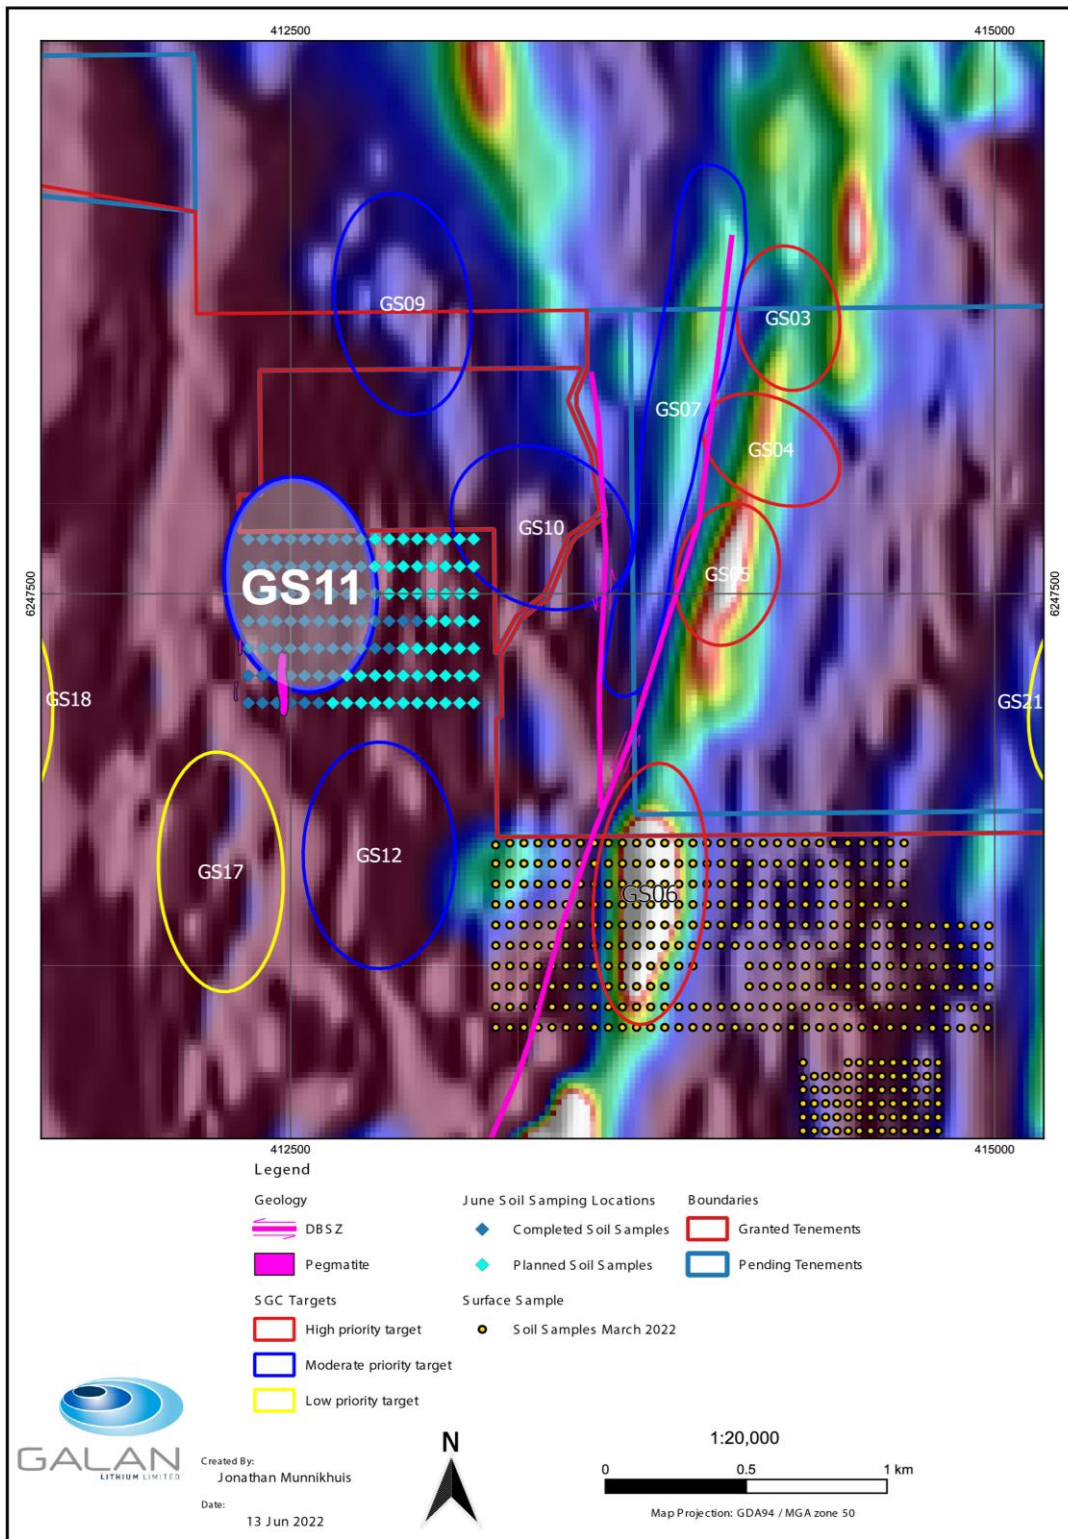 412500
415000
GS09
GS03
GS07
GS04
GS10
GS05
GS11
6247500
6247500
GS18
GS21
GS17
GS12
GS06
412500
415000
Legend
Geology
DBSZ
Pegmatite
SGC Targets
High priority target
Moderate priority target
Low priority target
June Soil Samping Locations
Completed Soil Samples
Planned Soil Samples
Surface Sample
Soil Samples March 2022
Boundaries
Granted Tenements
Pending Tenements
GALAN
LITHIUM LIMITED
Created By:
Jonathan Munnikhuis
Date:
13 Jun 2022
N
1:20,000
0 0.5 1 km
Map Projection: GDA94 / MGA zone 50